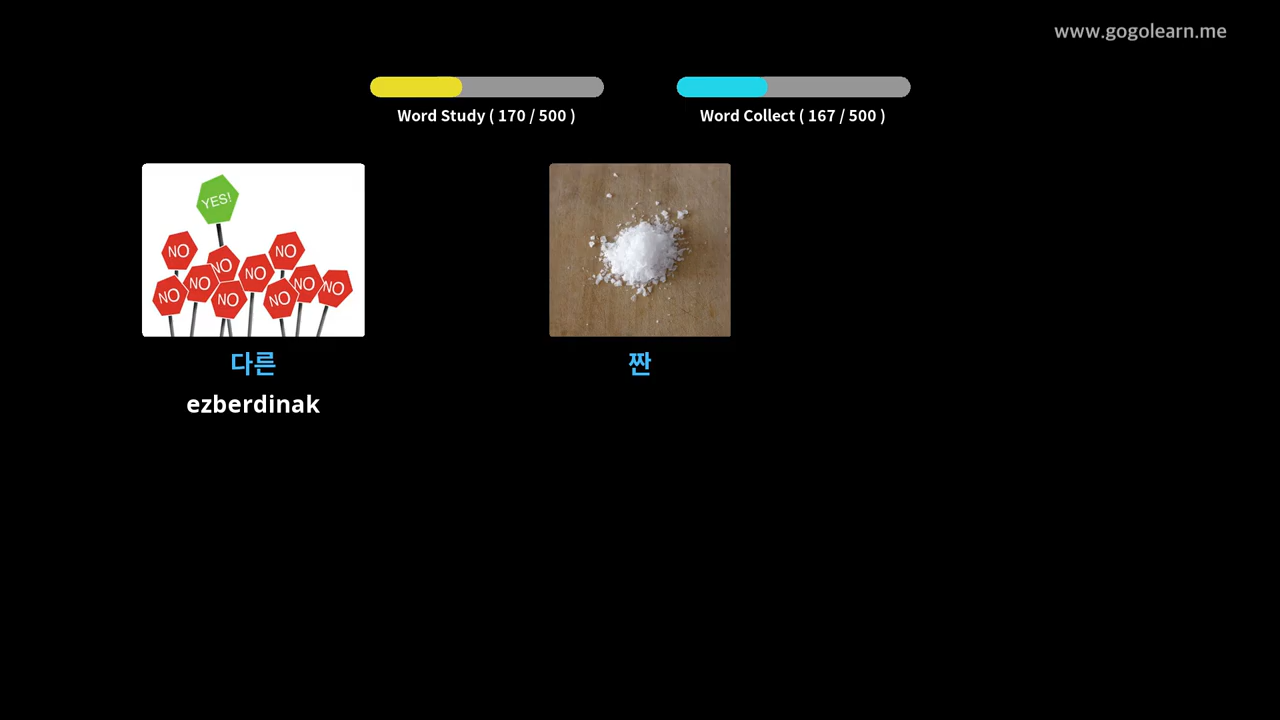 www.gogolearn.me
Word Study ( 170 / 500 )
Word Collect ( 167 / 500 )
YES!
NO
NO
NO
NO
NO
NO
NO
NO
NO
NO
다른
짠
ezberdinak